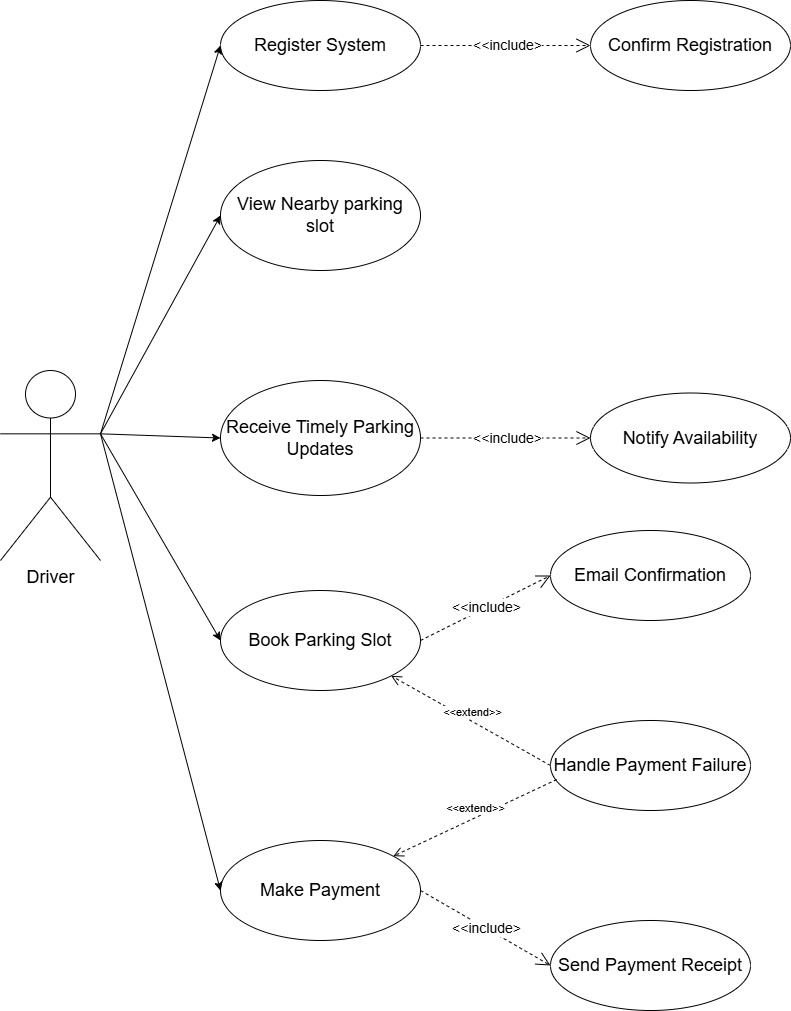 Register System
<<include>
Confirm Registration
View Nearby parking
slot
Receive Timely Parking
Updates
<<include>
Notify Availability
Driver
Email Confirmation
<<include>
Book Parking Slot
<<extend>>
Handle Payment Failure
<<extend>>
Make Payment
<<include>
Send Payment Receipt